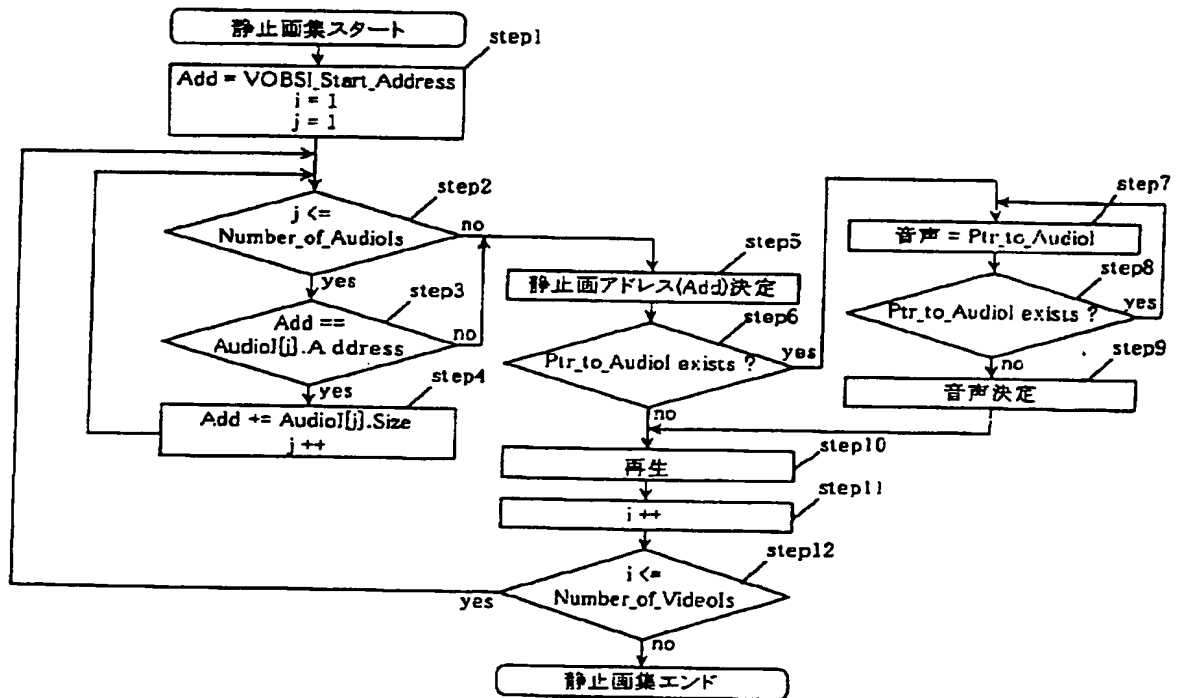 静止画集スタート
step1
Add = VOBSI_Start_Address
i = 1
j = 1
step2
j <=
Number_of_AudioIs
no
yes
step3
Add ==
AudioI[j].A ddress
no
yes
step4
Add += AudioI[j].Size
j ++
step5
静止画アドレス(Add)決定
step6
Ptr_to_AudioI exists ?
yes
no
step7
音声 = Ptr_to_AudioI
step8
Ptr_to_AudioI exists ?
yes
no
step9
音声決定
step10
再生
step11
i ++
step12
i <=
Number_of_VideoIs
yes
no
静止画集エンド